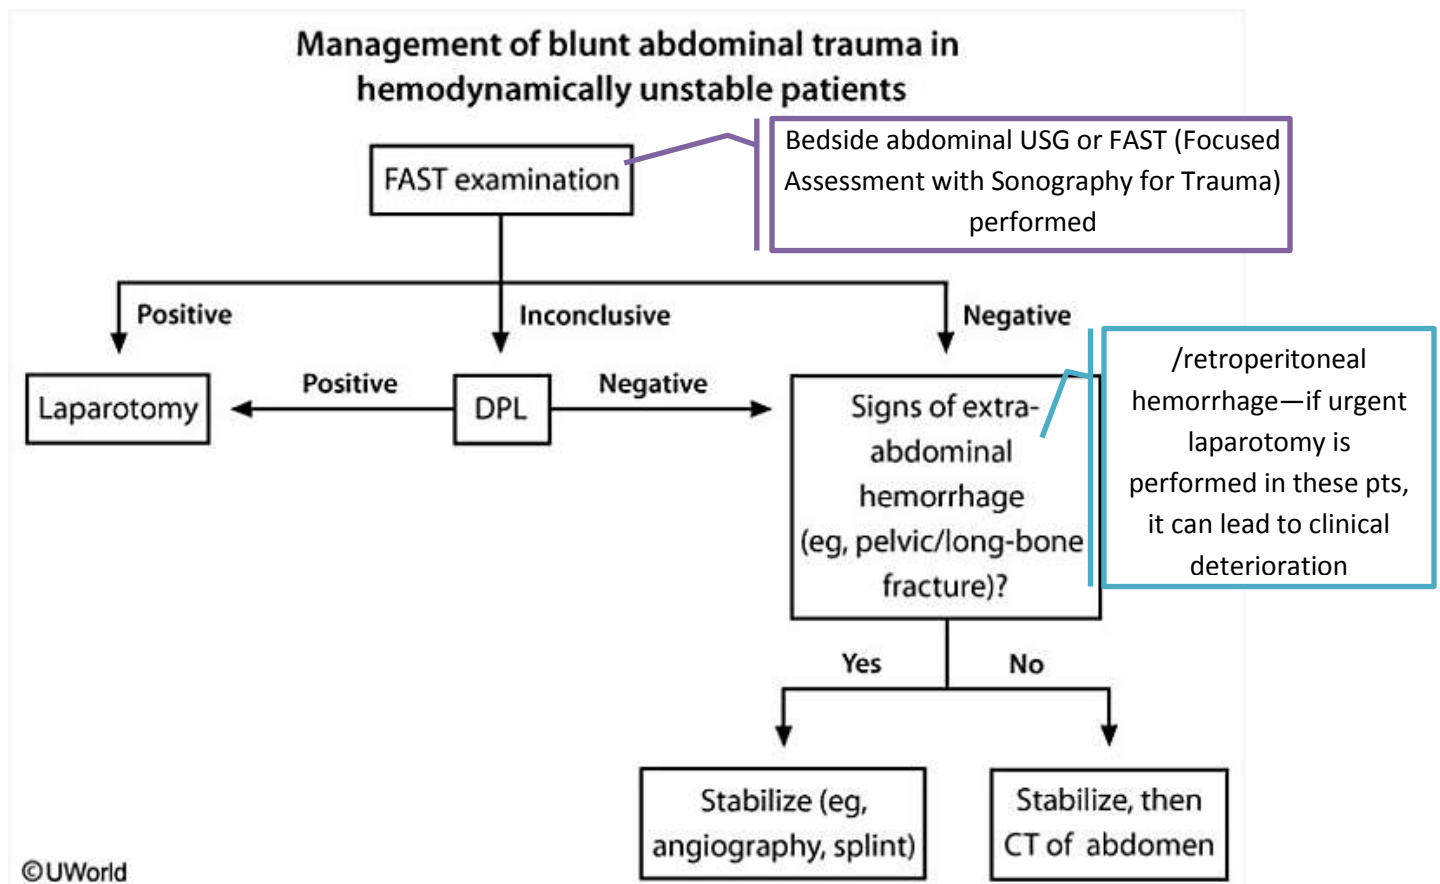 Management of blunt abdominal trauma in
hemodynamically unstable patients
FAST examination
Bedside abdominal USG or FAST (Focused
Assessment with Sonography for Trauma)
performed
Positive
Inconclusive
Negative
Laparotomy
Positive
DPL
Negative
Signs of extra-
abdominal
hemorrhage
(eg, pelvic/long-bone
fracture)?
/retroperitoneal
hemorrhage—if urgent
laparotomy is
performed in these pts,
it can lead to clinical
deterioration
Yes
No
Stabilize (eg,
angiography, splint)
Stabilize, then
CT of abdomen
©UWorld